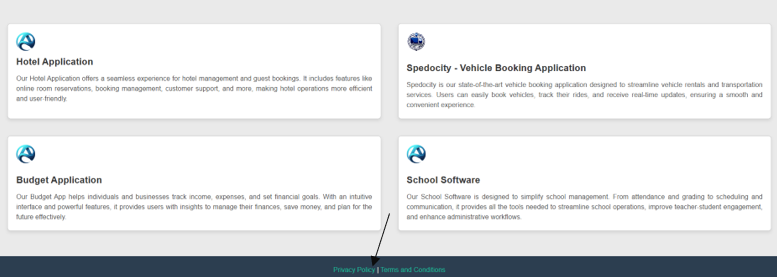 Hotel Application
Our Hotel Application offers a seamless experience for hotel management and guest bookings. It includes features like
online room reservations, booking management, customer support, and more, making hotel operations more efficient
and user-friendly.
Spedocity - Vehicle Booking Application
Spedocity is our state-of-the-art vehicle booking application designed to streamline vehicle rentals and transportation
services. Users can easily book vehicles, track their rides, and receive real-time updates, ensuring a smooth and
convenient experience.
Budget Application
Our Budget App helps individuals and businesses track income, expenses, and set financial goals. With an intuitive
interface and powerful features, it provides users with insights to manage their finances, save money, and plan for the
future effectively.
School Software
Our School Software is designed to simplify school management. From attendance and grading to scheduling and
communication, it provides all the tools needed to streamline school operations, improve teacher-student engagement,
and enhance administrative workflows.
Privacy Policy | Terms and Conditions